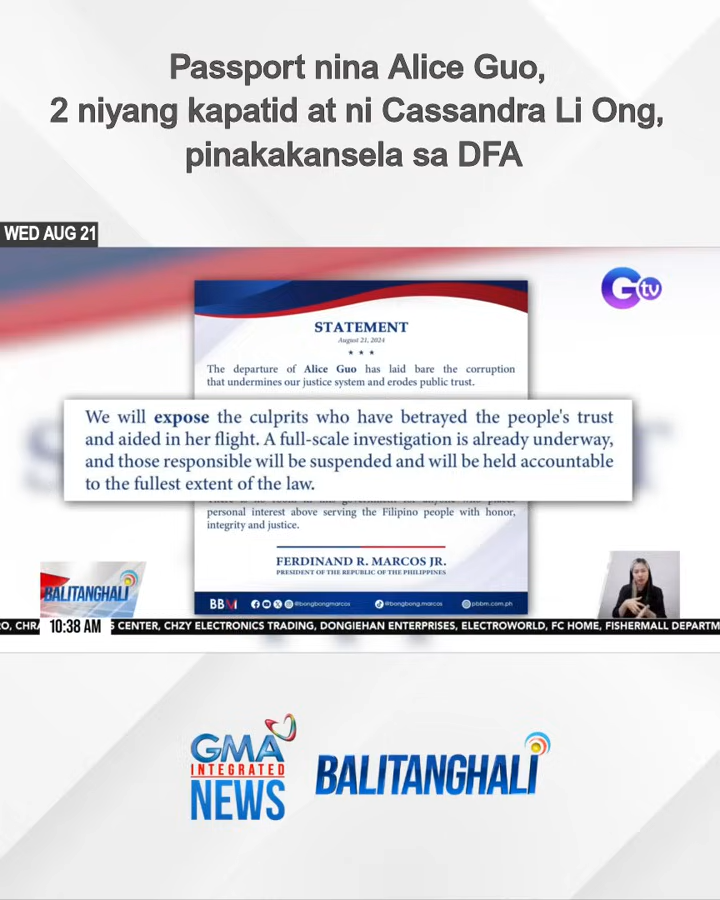 Passport nina Alice Guo,
2 niyang kapatid at ni Cassandra Li Ong,
pinakakansela sa DFA
WED AUG 21
Gtv
STATEMENT
August 21, 2024
The departure of Alice Guo has laid bare the corruption
that undermines our justice system and erodes public trust.
We will expose the culprits who have betrayed the people's trust
and aided in her flight. A full-scale investigation is already underway,
and those responsible will be suspended and will be held accountable
to the fullest extent of the law.
personal interest above serving the Filipino people with honor,
integrity and justice.
FERDINAND R. MARCOS JR.
PRESIDENT OF THE REPUBLIC OF THE PHILIPPINES
BBM @bongbongmarcos @bongbong.marcos pbbm.com.ph
BALITANGHALI
10:38 AM
CENTER, CHZY ELECTRONICS TRADING, DONGIEHAN ENTERPRISES, ELECTROWORLD, FC HOME, FISHERMALL DEPARTM
GMA
INTEGRATED
NEWS
BALITANGHALI